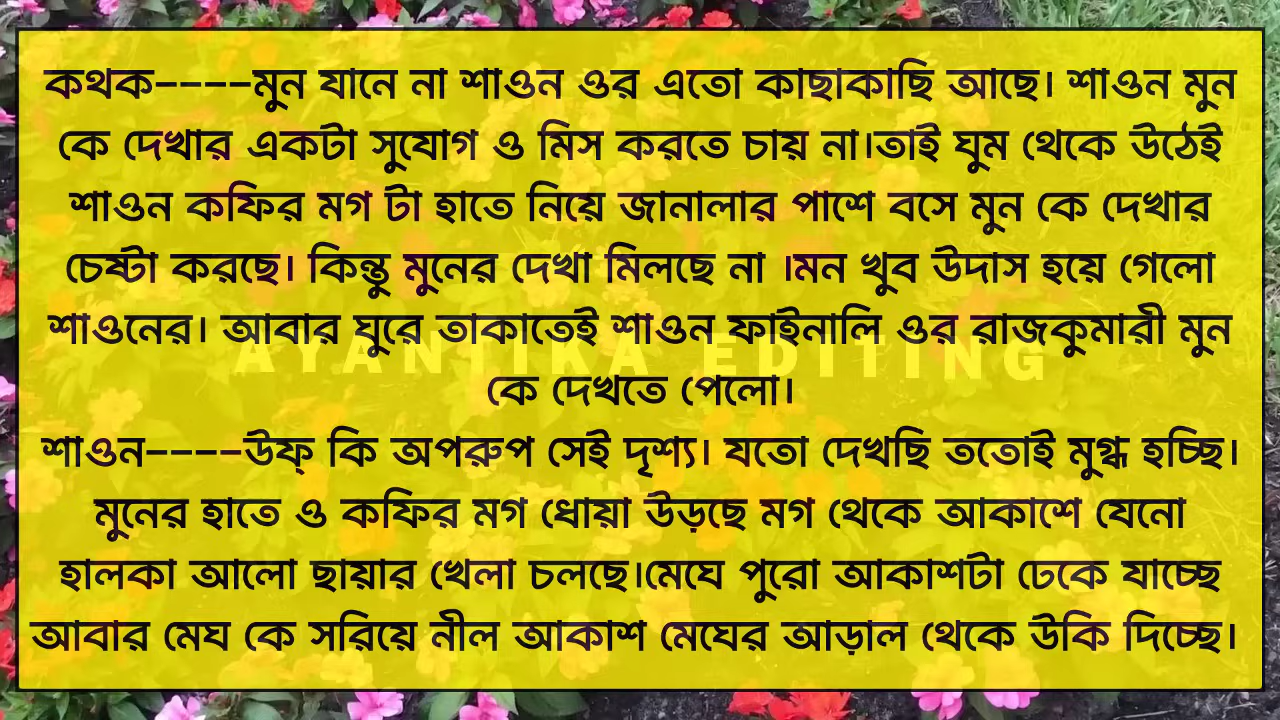 কথক----মুন যানে না শাওন ওর এতো কাছাকাছি আছে। শাওন মুন
কে দেখার একটা সুযোগ ও মিস করতে চায় না।তাই ঘুম থেকে উঠেই
শাওন কফির মগ টা হাতে নিয়ে জানালার পাশে বসে মুন কে দেখার
চেষ্টা করছে। কিন্তু মুনের দেখা মিলছে না ।মন খুব উদাস হয়ে গেলো
শাওনের। আবার ঘুরে তাকাতেই শাওন ফাইনালি ওর রাজকুমারী মুন
AYANTIKA EDITING
কে দেখতে পেলো।
শাওন----উফ্ কি অপরুপ সেই দৃশ্য। যতো দেখছি ততোই মুগ্ধ হচ্ছি।
মুনের হাতে ও কফির মগ ধোয়া উড়ছে মগ থেকে আকাশে যেনো
হালকা আলো ছায়ার খেলা চলছে।মেঘে পুরো আকাশটা ঢেকে যাচ্ছে
আবার মেঘ কে সরিয়ে নীল আকাশ মেঘের আড়াল থেকে উকি দিচ্ছে।